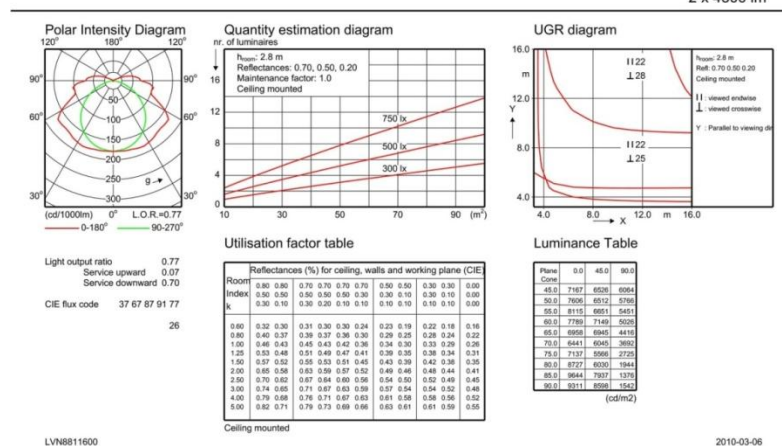 Polar Intensity Diagram
120° 180° 120°
90° 90°
60° 60°
30° 30°
50
100
150
200
250
300
(cd/1000lm) 0° L.O.R.=0.77
0-180° 90-270°
Light output ratio 0.77
Service upward 0.07
Service downward 0.70
CIE flux code 37 67 87 91 77
26
Quantity estimation diagram
nr. of luminaires
hroom: 2.8 m
Reflectances: 0.70, 0.50, 0.20
Maintenance factor: 1.0
Ceiling mounted
16
12
8
4
0
750 lx
500 lx
300 lx
10 30 50 70 90 (m²)
UGR diagram
16.0
m
12.0
Y
8.0
4.0
4.0 8.0 12.0 m 16.0
X
II 22
⊥ 28
II 22
⊥ 25
hroom: 2.8 m
Refl: 0.70 0.50 0.20
Ceiling mounted
II : viewed endwise
⊥ : viewed crosswise
Y : Parallel to viewing
Utilisation factor table
Room Index k
Reflectances (%) for ceiling, walls and working plane (CIE)
0.80 0.80 0.70 0.70 0.70 0.70 0.50 0.50 0.30 0.30 0.00
0.50 0.50 0.50 0.50 0.50 0.30 0.30 0.10 0.30 0.10 0.00
0.30 0.10 0.30 0.20 0.10 0.10 0.10 0.10 0.10 0.10 0.00
0.60 0.32 0.30 0.31 0.30 0.30 0.24 0.23 0.19 0.22 0.18 0.16
0.80 0.40 0.37 0.39 0.37 0.36 0.30 0.29 0.25 0.28 0.24 0.22
1.00 0.46 0.43 0.45 0.43 0.42 0.36 0.34 0.30 0.33 0.29 0.26
1.25 0.53 0.48 0.51 0.49 0.47 0.41 0.39 0.35 0.38 0.34 0.31
1.50 0.57 0.52 0.55 0.53 0.51 0.45 0.43 0.39 0.42 0.38 0.35
2.00 0.65 0.58 0.63 0.59 0.57 0.52 0.49 0.46 0.48 0.44 0.41
2.50 0.70 0.62 0.67 0.64 0.60 0.56 0.54 0.50 0.52 0.49 0.45
3.00 0.74 0.65 0.71 0.67 0.63 0.59 0.57 0.54 0.54 0.52 0.48
4.00 0.79 0.68 0.76 0.71 0.67 0.63 0.61 0.58 0.58 0.56 0.52
5.00 0.82 0.71 0.79 0.73 0.69 0.66 0.63 0.61 0.61 0.59 0.55
Ceiling mounted
Luminance Table
Plane Cone 0.0 45.0 90.0
45.0 7167 6526 6064
50.0 7606 6512 5766
55.0 8115 6651 5451
60.0 7789 7149 5026
65.0 6958 6945 4416
70.0 6441 6045 3692
75.0 7137 5566 2725
80.0 8727 6030 1944
85.0 9644 7937 1376
90.0 9311 8598 1542
(cd/m2)
LVN8811600 2010-03-06